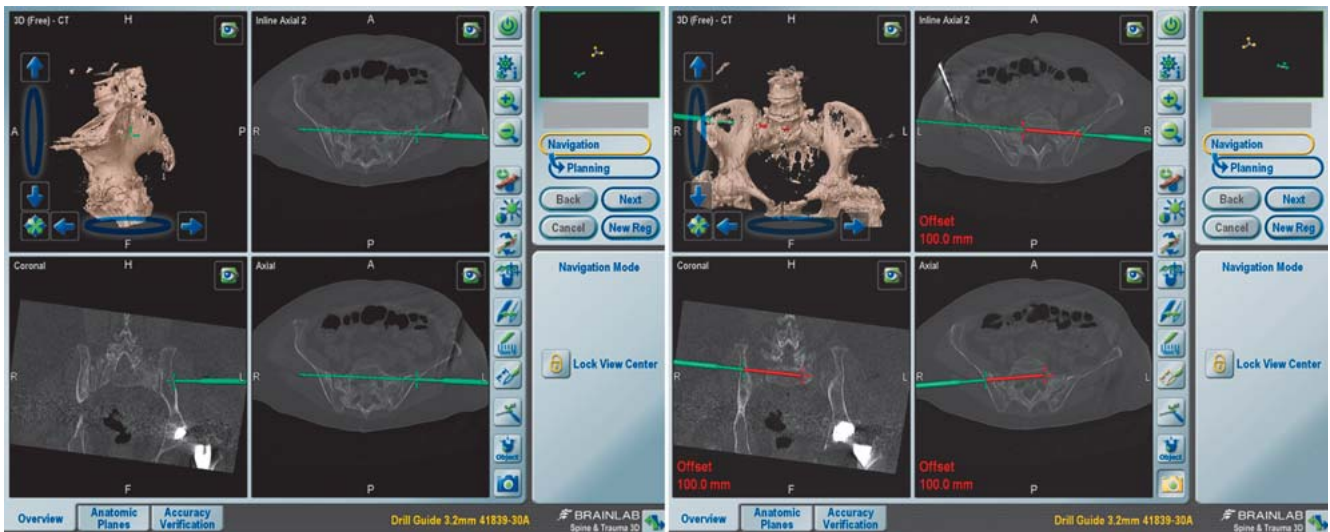 3D (Free) - CT
H
A
P
F
Inline Axial 2
A
R
L
P
Coronal
H
R
L
F
Axial
A
R
L
P
Object
Navigation
Planning
Back
Next
Cancel
New Reg
Navigation Mode
Lock View Center
Overview
Anatomic
Planes
Accuracy
Verification
Drill Guide 3.2mm 41839-30A
BRAINLAB
Spine & Trauma 3D
3D (Free) - CT
H
R
L
F
Inline Axial 2
A
R
L
Offset
100.0 mm
P
Coronal
H
R
L
Offset
100.0 mm
F
Axial
A
R
L
Offset
100.0 mm
P
Object
Navigation
Planning
Back
Next
Cancel
New Reg
Navigation Mode
Lock View Center
Overview
Anatomic
Planes
Accuracy
Verification
Drill Guide 3.2mm 41839-30A
BRAINLAB
Spine & Trauma 3D